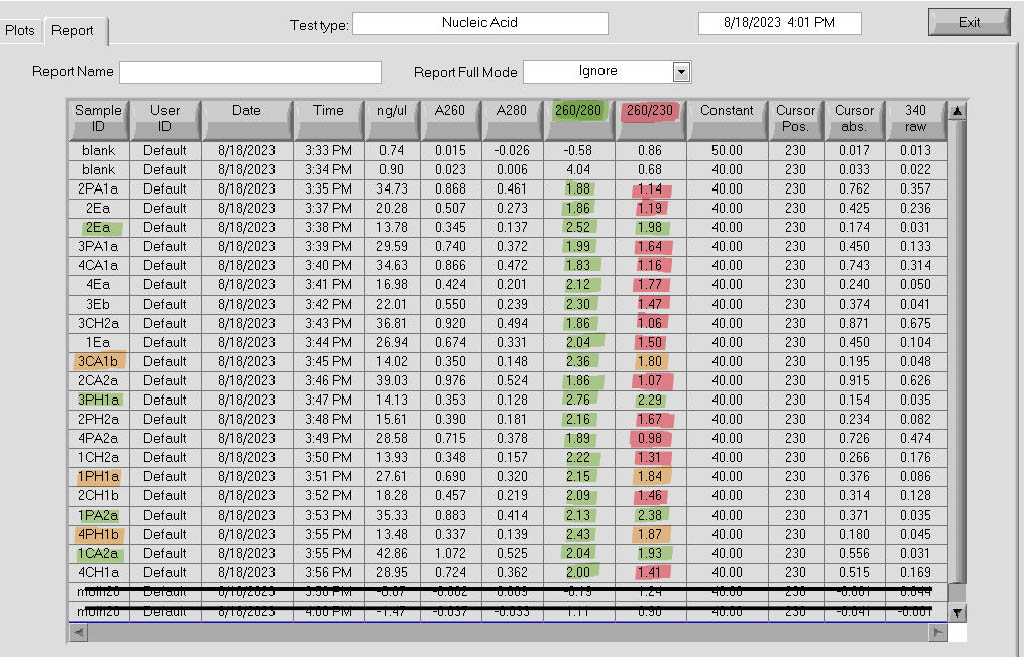 Plots Report Test type: Nucleic Acid 8/18/2023 4:01 PM Exit
Report Name Report Full Mode Ignore
Sample ID User ID Date Time ng/ul A260 A280 260/280 260/230 Constant Cursor Pos. Cursor abs. 340 raw
blank Default 8/18/2023 3:33 PM 0.74 0.015 -0.026 -0.58 0.86 50.00 230 0.017 0.013
blank Default 8/18/2023 3:34 PM 0.90 0.023 0.006 4.04 0.68 40.00 230 0.033 0.022
2PA1a Default 8/18/2023 3:35 PM 34.73 0.868 0.461 1.88 1.14 40.00 230 0.762 0.357
2Ea Default 8/18/2023 3:37 PM 20.28 0.507 0.273 1.86 1.19 40.00 230 0.425 0.236
2Ea Default 8/18/2023 3:38 PM 13.78 0.345 0.137 2.52 1.98 40.00 230 0.174 0.031
3PA1a Default 8/18/2023 3:39 PM 29.59 0.740 0.372 1.99 1.64 40.00 230 0.450 0.133
4CA1a Default 8/18/2023 3:40 PM 34.63 0.866 0.472 1.83 1.16 40.00 230 0.743 0.314
4Ea Default 8/18/2023 3:41 PM 16.98 0.424 0.201 2.12 1.77 40.00 230 0.240 0.050
3Eb Default 8/18/2023 3:42 PM 22.01 0.550 0.239 2.30 1.47 40.00 230 0.374 0.041
3CH2a Default 8/18/2023 3:43 PM 36.81 0.920 0.494 1.86 1.06 40.00 230 0.871 0.675
1Ea Default 8/18/2023 3:44 PM 26.94 0.674 0.331 2.04 1.50 40.00 230 0.450 0.104
3CA1b Default 8/18/2023 3:45 PM 14.02 0.350 0.148 2.36 1.80 40.00 230 0.195 0.048
2CA2a Default 8/18/2023 3:46 PM 39.03 0.976 0.524 1.86 1.07 40.00 230 0.915 0.626
3PH1a Default 8/18/2023 3:47 PM 14.13 0.353 0.128 2.76 2.29 40.00 230 0.154 0.035
2PH2a Default 8/18/2023 3:48 PM 15.61 0.390 0.181 2.16 1.67 40.00 230 0.234 0.082
4PA2a Default 8/18/2023 3:49 PM 28.58 0.715 0.378 1.89 0.98 40.00 230 0.726 0.474
1CH2a Default 8/18/2023 3:50 PM 13.93 0.348 0.157 2.22 1.31 40.00 230 0.266 0.176
1PH1a Default 8/18/2023 3:51 PM 27.61 0.690 0.320 2.15 1.84 40.00 230 0.376 0.086
2CH1b Default 8/18/2023 3:52 PM 18.28 0.457 0.219 2.09 1.46 40.00 230 0.314 0.128
1PA2a Default 8/18/2023 3:53 PM 35.33 0.883 0.414 2.13 2.38 40.00 230 0.371 0.035
4PH1b Default 8/18/2023 3:55 PM 13.48 0.337 0.139 2.43 1.87 40.00 230 0.180 0.045
1CA2a Default 8/18/2023 3:55 PM 42.86 1.072 0.525 2.04 1.93 40.00 230 0.556 0.031
4CH1a Default 8/18/2023 3:56 PM 28.95 0.724 0.362 2.00 1.41 40.00 230 0.515 0.169
Default 8/18/2023 40.00 230
Default 8/18/2023 4:00 PM -1.47 -0.037 -0.033 1.11 0.90 40.00 230 -0.041 -0.001